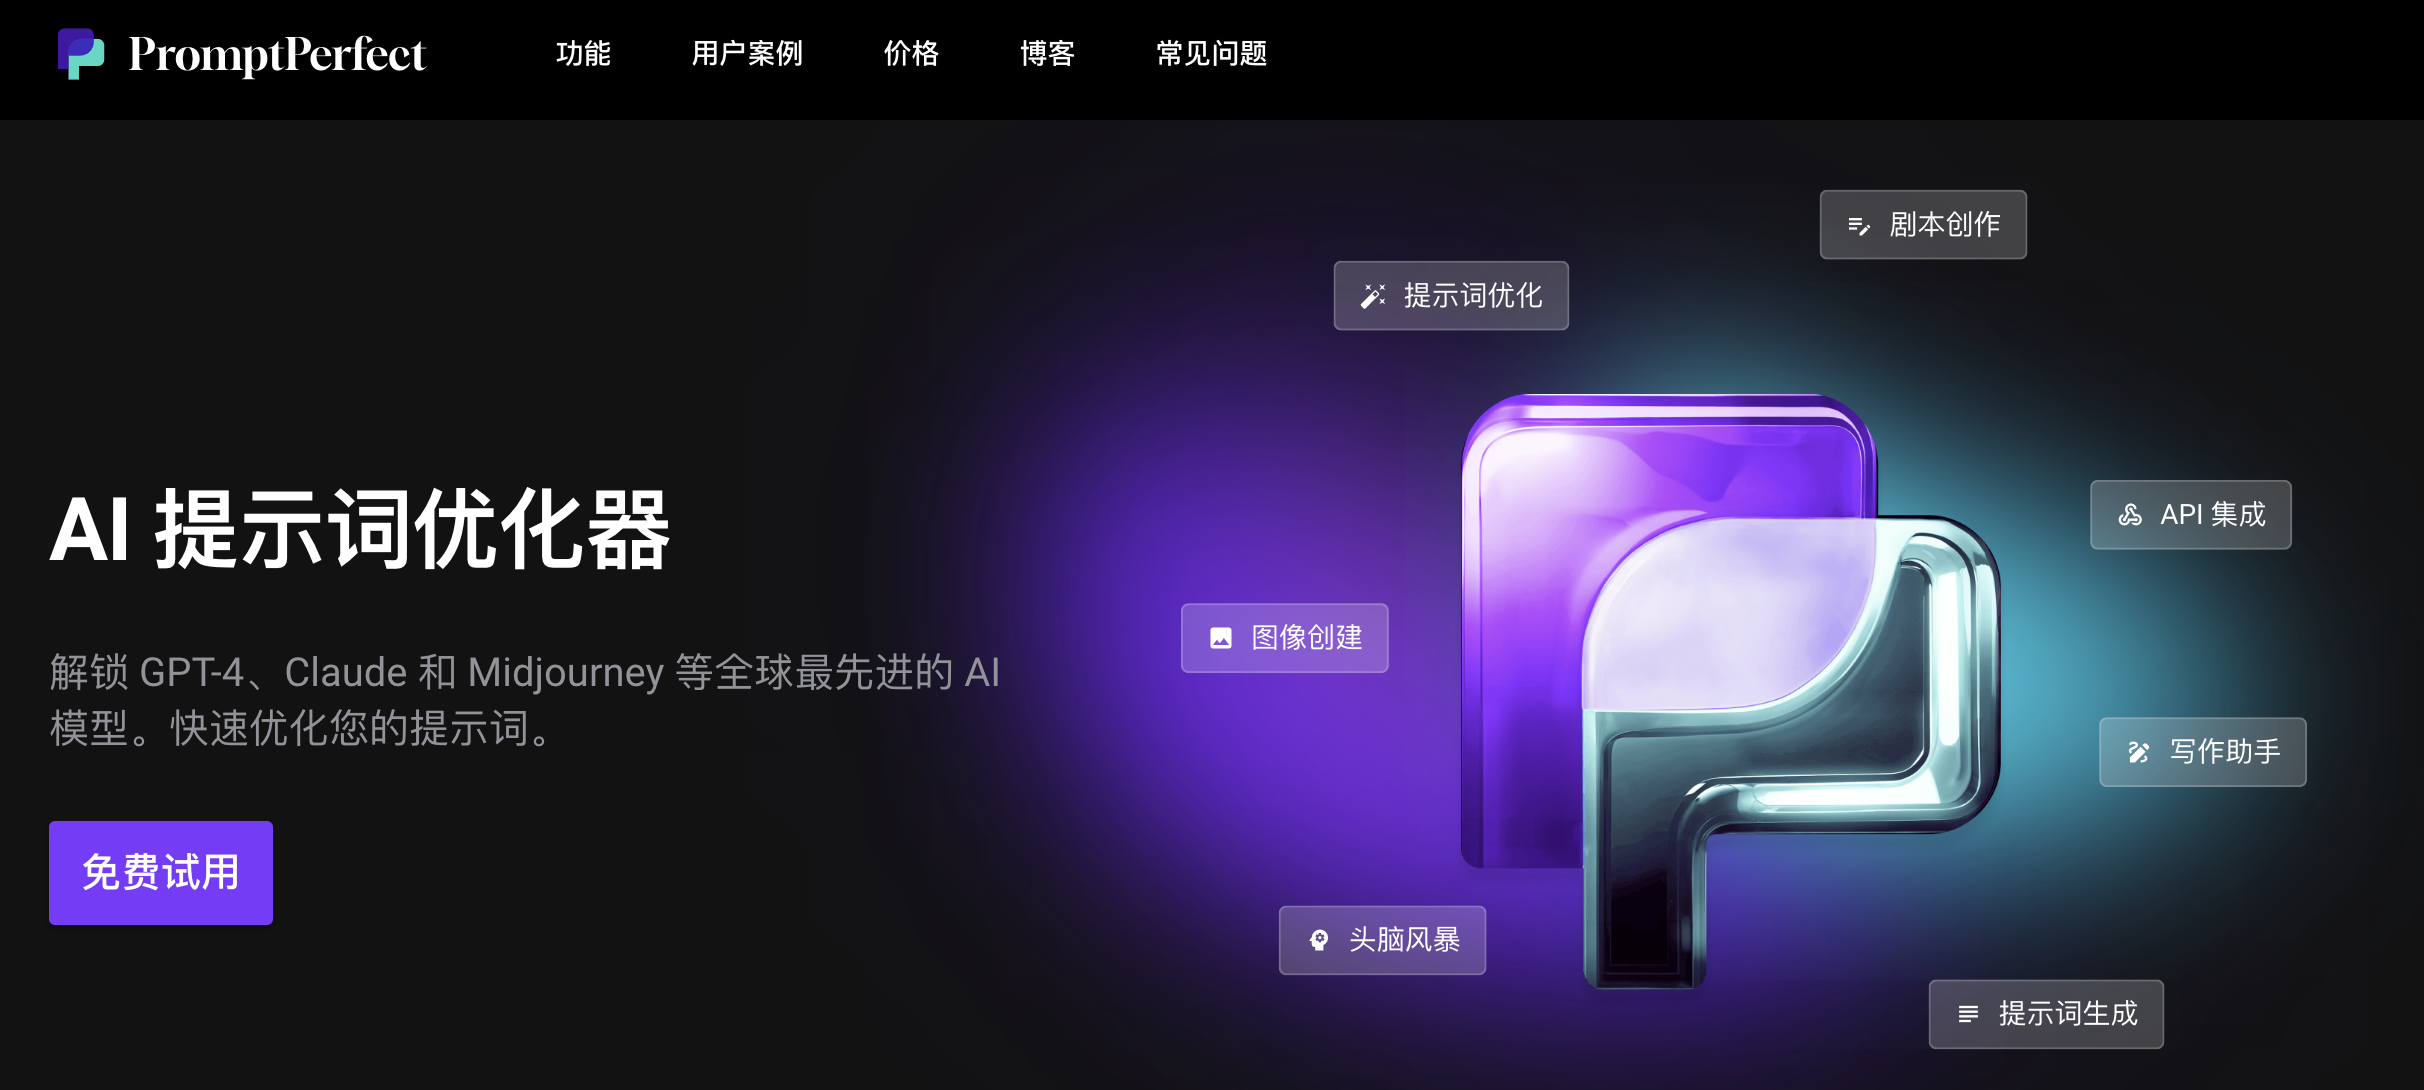 PromptPerfect
功能
用户案例
价格
博客
常见问题
剧本创作
提示词优化
AI 提示词优化器
API 集成
图像创建
解锁 GPT-4、Claude 和 Midjourney 等全球最先进的 AI
模型。快速优化您的提示词。
写作助手
免费试用
头脑风暴
提示词生成